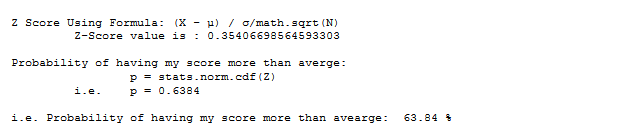 Z Score Using Formula: (X - μ) / σ/math.sqrt(N)
Z-Score value is : 0.35406698564593303
Probability of having my score more than averge:
p = stats.norm.cdf(Z)
i.e. p = 0.6384
i.e. Probability of having my score more than avearge: 63.84 %